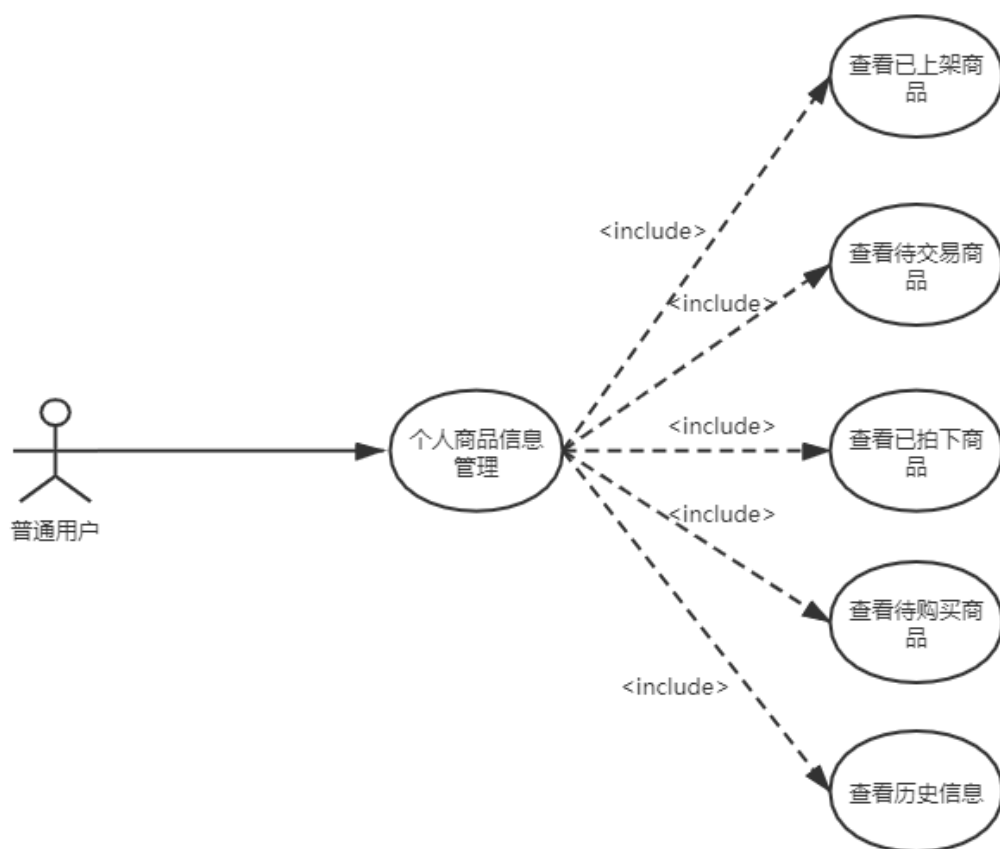 查看已上架商
品
<include>
查看待交易商
品
<include>
普通用户
个人商品信息
管理
<include>
查看已拍下商
品
<include>
查看待购买商
品
<include>
查看历史信息